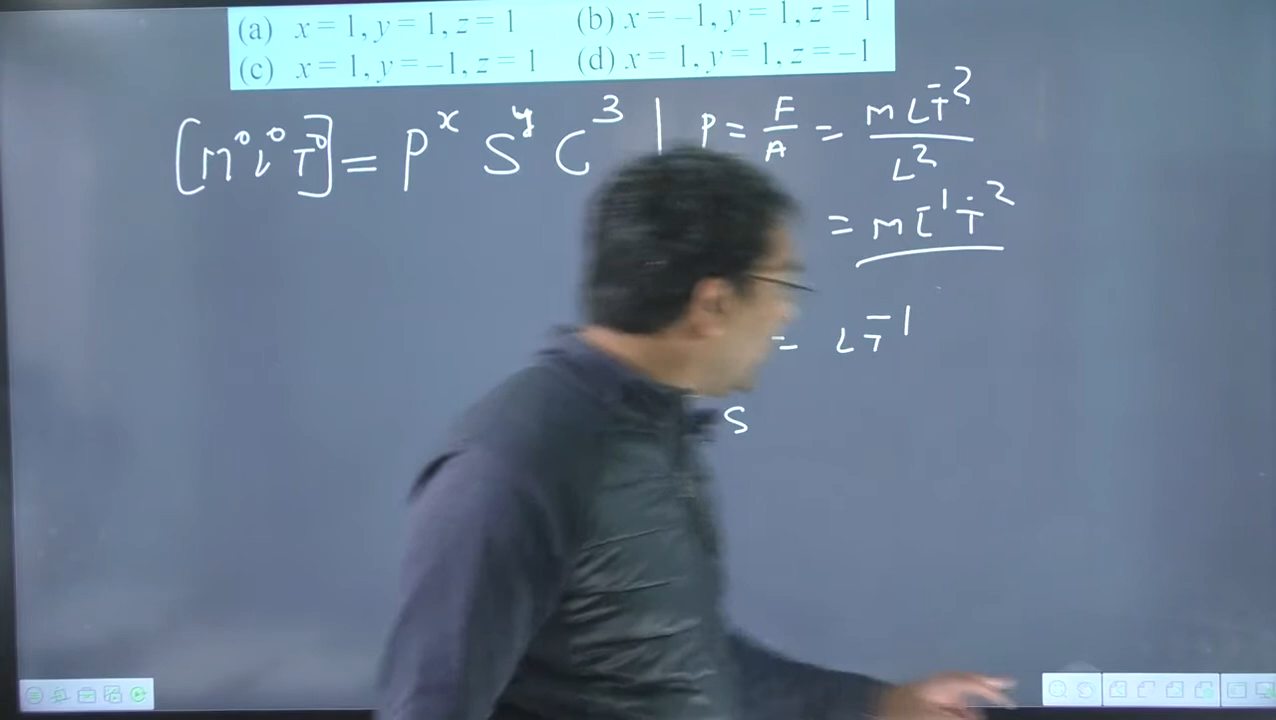 (a) x = 1, y = 1, z = 1 (b) x = −1, y = 1, z = 1
(c) x = 1, y = −1, z = 1 (d) x = 1, y = 1, z = −1
[M⁰L⁰T⁰] = Pˣ Sʸ C³ | P = F/A = MLT⁻²/L²
= ML⁻¹T⁻²
= LT⁻¹
S